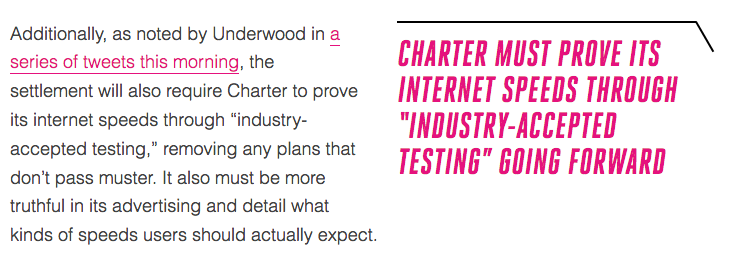 Additionally, as noted by Underwood in a
series of tweets this morning, the
settlement will also require Charter to prove
its internet speeds through “industry-
accepted testing,” removing any plans that
don’t pass muster. It also must be more
truthful in its advertising and detail what
kinds of speeds users should actually expect.
CHARTER MUST PROVE ITS
INTERNET SPEEDS THROUGH
"INDUSTRY-ACCEPTED
TESTING" GOING FORWARD